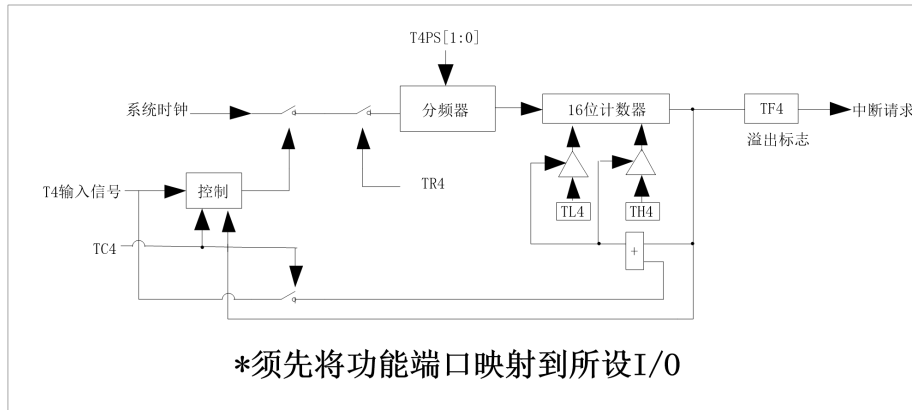 T4PS[1:0]
系统时钟
分频器
16位计数器
TF4
中断请求
溢出标志
T4输入信号
控制
TR4
TL4
TH4
TC4
+
*须先将功能端口映射到所设I/O